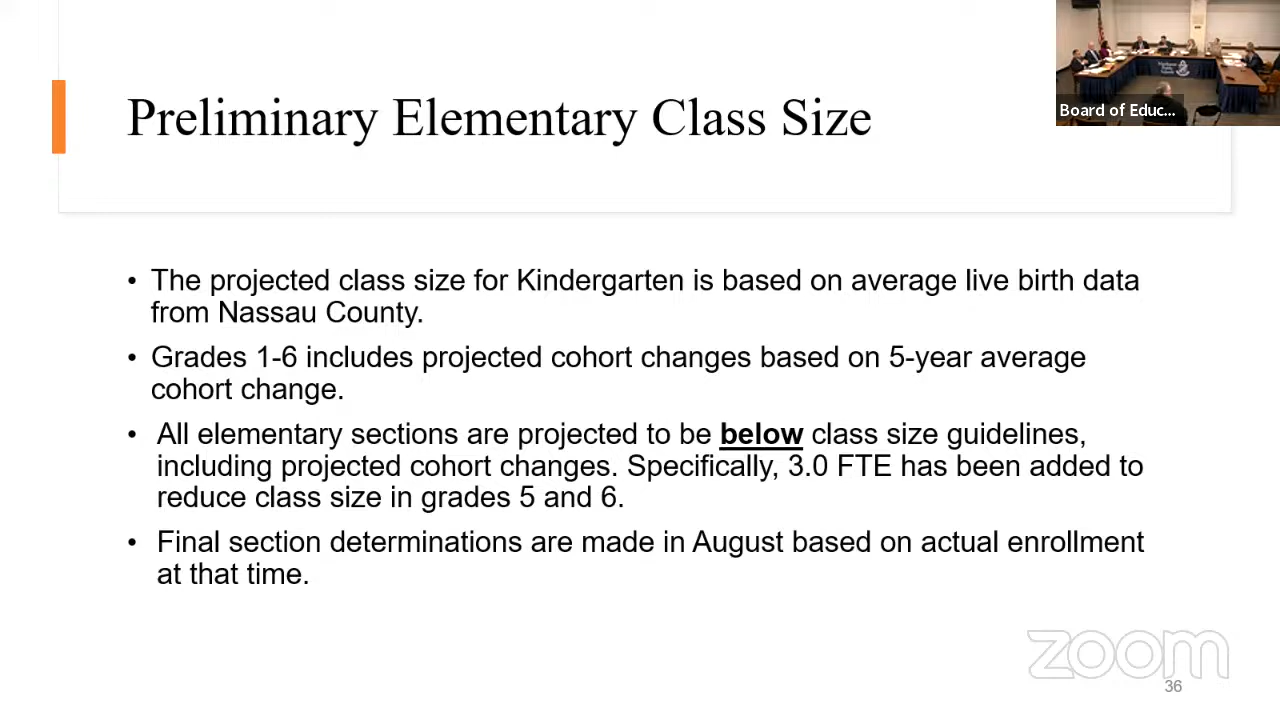 Preliminary Elementary Class Size
Board of Educ...
• The projected class size for Kindergarten is based on average live birth data
from Nassau County.
• Grades 1-6 includes projected cohort changes based on 5-year average
cohort change.
• All elementary sections are projected to be below class size guidelines,
including projected cohort changes. Specifically, 3.0 FTE has been added to
reduce class size in grades 5 and 6.
• Final section determinations are made in August based on actual enrollment
at that time.
zoom
36